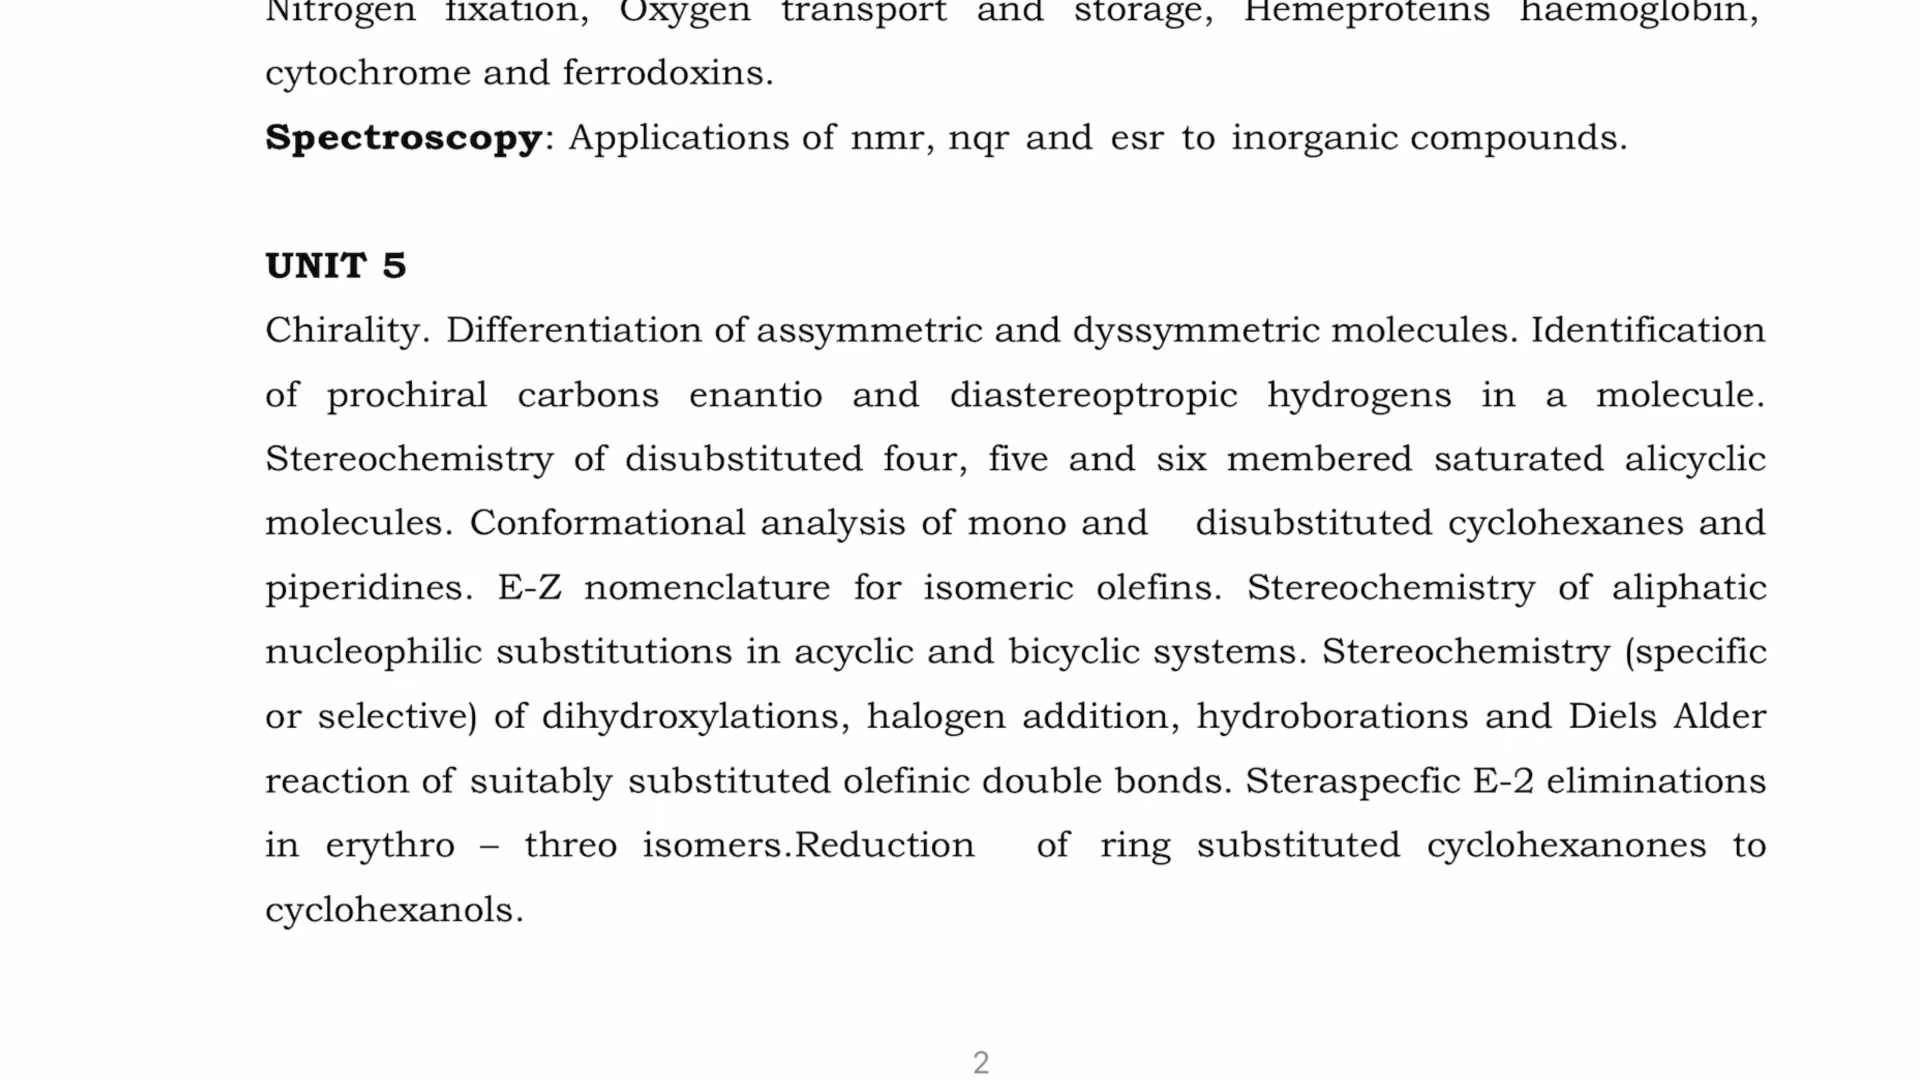 Nitrogen fixation, Oxygen transport and storage, Hemeproteins haemoglobin,
cytochrome and ferrodoxins.
Spectroscopy: Applications of nmr, nqr and esr to inorganic compounds.
UNIT 5
Chirality. Differentiation of assymmetric and dyssymmetric molecules. Identification
of prochiral carbons enantio and diastereoptropic hydrogens in a molecule.
Stereochemistry of disubstituted four, five and six membered saturated alicyclic
molecules. Conformational analysis of mono and disubstituted cyclohexanes and
piperidines. E-Z nomenclature for isomeric olefins. Stereochemistry of aliphatic
nucleophilic substitutions in acyclic and bicyclic systems. Stereochemistry (specific
or selective) of dihydroxylations, halogen addition, hydroborations and Diels Alder
reaction of suitably substituted olefinic double bonds. Steraspecfic E-2 eliminations
in erythro – threo isomers.Reduction of ring substituted cyclohexanones to
cyclohexanols.
2